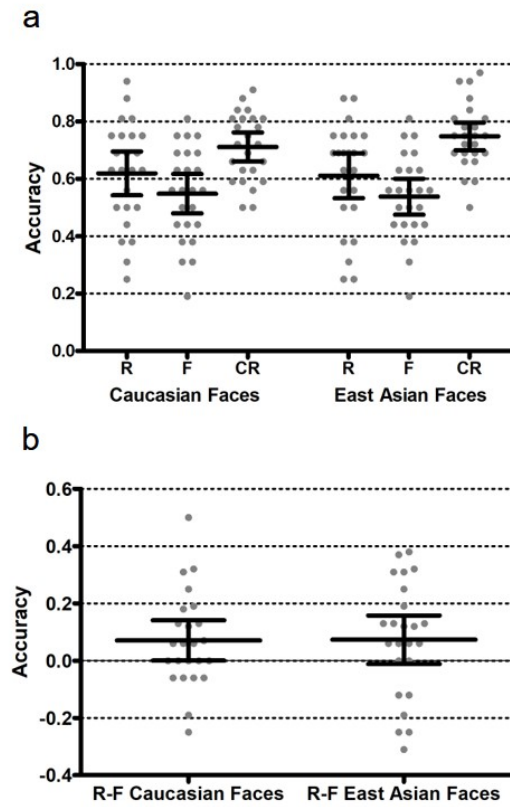 a
1.0
0.8
0.6
0.4
0.2
0.0
Accuracy
R F CR R F CR
Caucasian Faces East Asian Faces
b
0.6
0.4
0.2
0.0
-0.2
-0.4
Accuracy
R-F Caucasian Faces R-F East Asian Faces